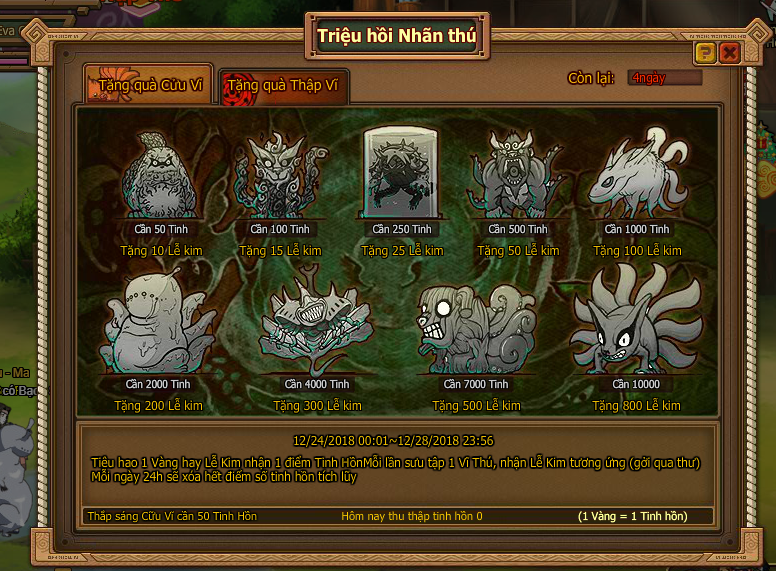 Triệu hồi Nhãn thú
Eva
Tặng quà Cửu Vĩ
Tặng quà Thập Vĩ
Còn lại: 4ngày
Cần 50 Tinh
Cần 100 Tinh
Cần 250 Tinh
Cần 500 Tinh
Cần 1000 Tinh
Tặng 10 Lễ kim
Tặng 15 Lễ kim
Tặng 25 Lễ kim
Tặng 50 Lễ kim
Tặng 100 Lễ kim
Cần 2000 Tinh
Cần 4000 Tinh
Cần 7000 Tinh
Cần 10000
Tặng 200 Lễ kim
Tặng 300 Lễ kim
Tặng 500 Lễ kim
Tặng 800 Lễ kim
- Ma
có Bạc
12/24/2018 00:01~12/28/2018 23:56
Tiêu hao 1 Vàng hay Lễ Kim nhận 1 điểm Tinh HồnMỗi lần sưu tập 1 Vĩ Thú, nhận Lễ Kim tương ứng (gởi qua thư)
Mỗi ngày 24h sẽ xóa hết điểm số tinh hồn tích lũy
Thắp sáng Cữu Vĩ cần 50 Tinh Hồn
Hôm nay thu thập tinh hồn 0
(1 Vàng = 1 Tinh hồn)